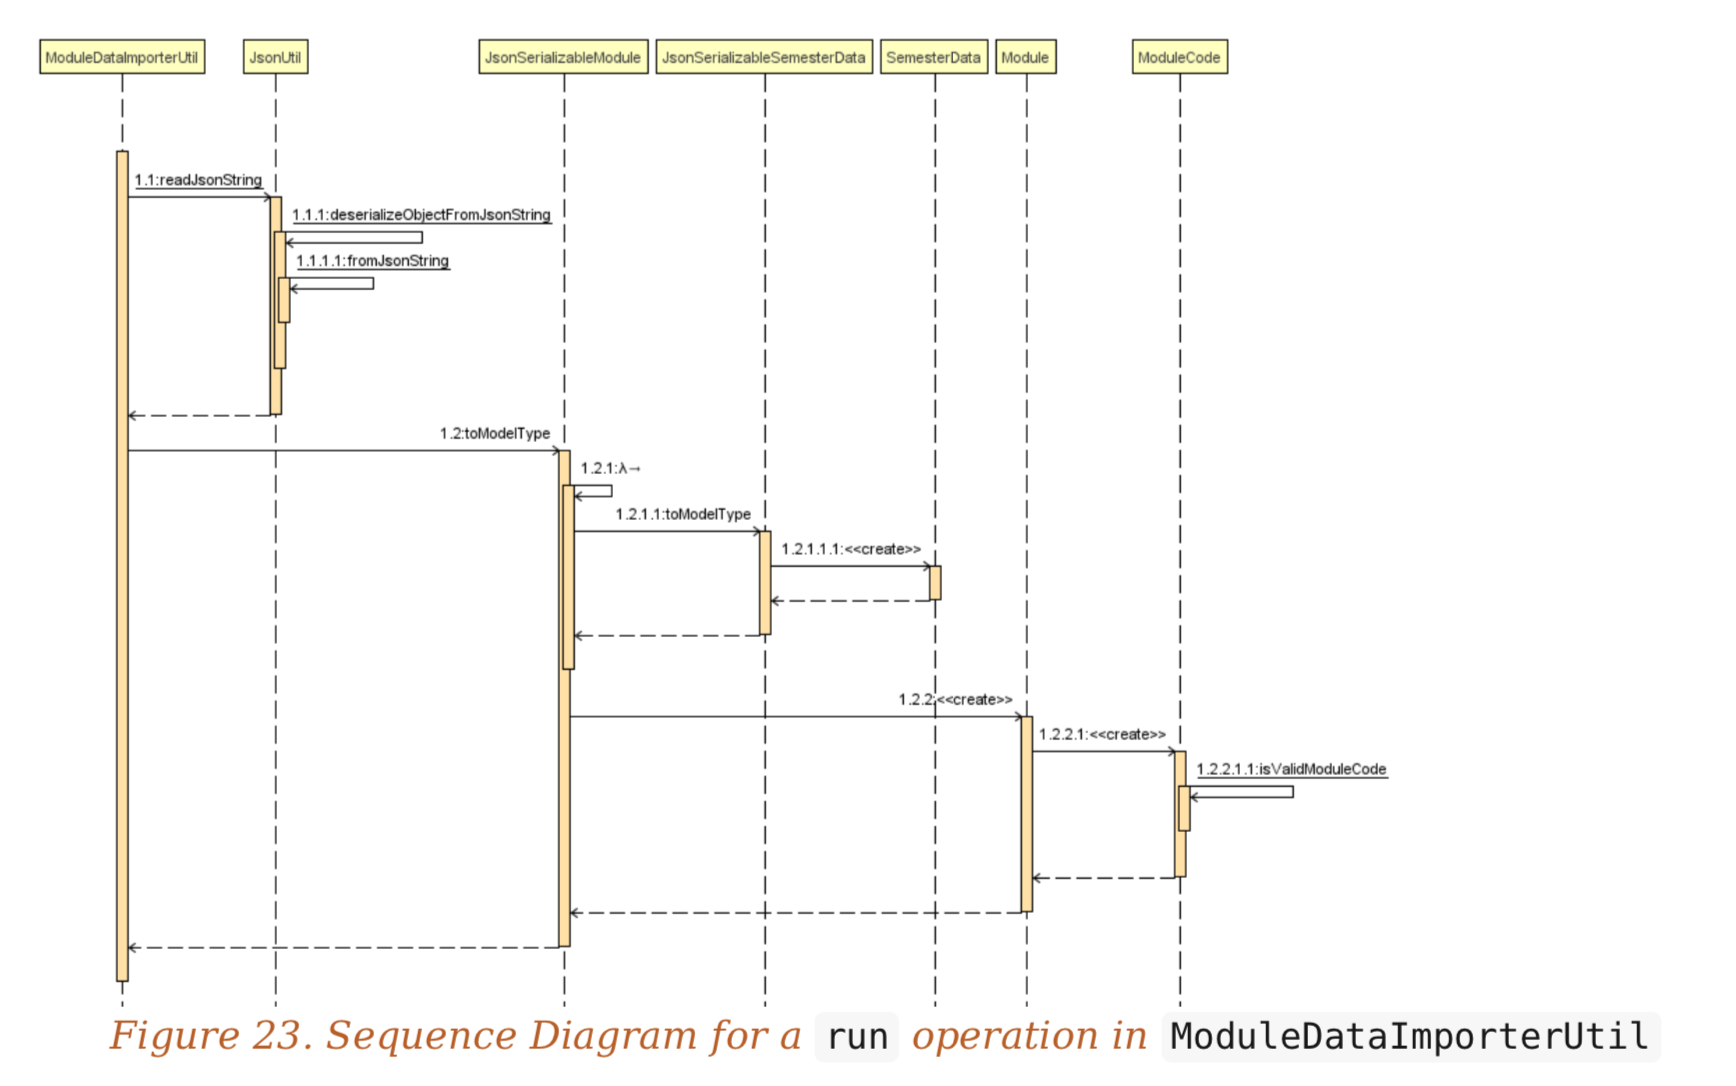 ModuleDataImporterUtil JsonUtil JsonSerializableModule JsonSerializableSemesterData SemesterData Module ModuleCode
1.1:readJsonString
1.1.1:deserializeObjectFromJsonString
1.1.1.1:fromJsonString
1.2:toModelType
1.2.1:λ→
1.2.1.1:toModelType
1.2.1.1.1:<<create>>
1.2.2:<<create>>
1.2.2.1:<<create>>
1.2.2.1.1:isValidModuleCode
Figure 23. Sequence Diagram for a run operation in ModuleDataImporterUtil